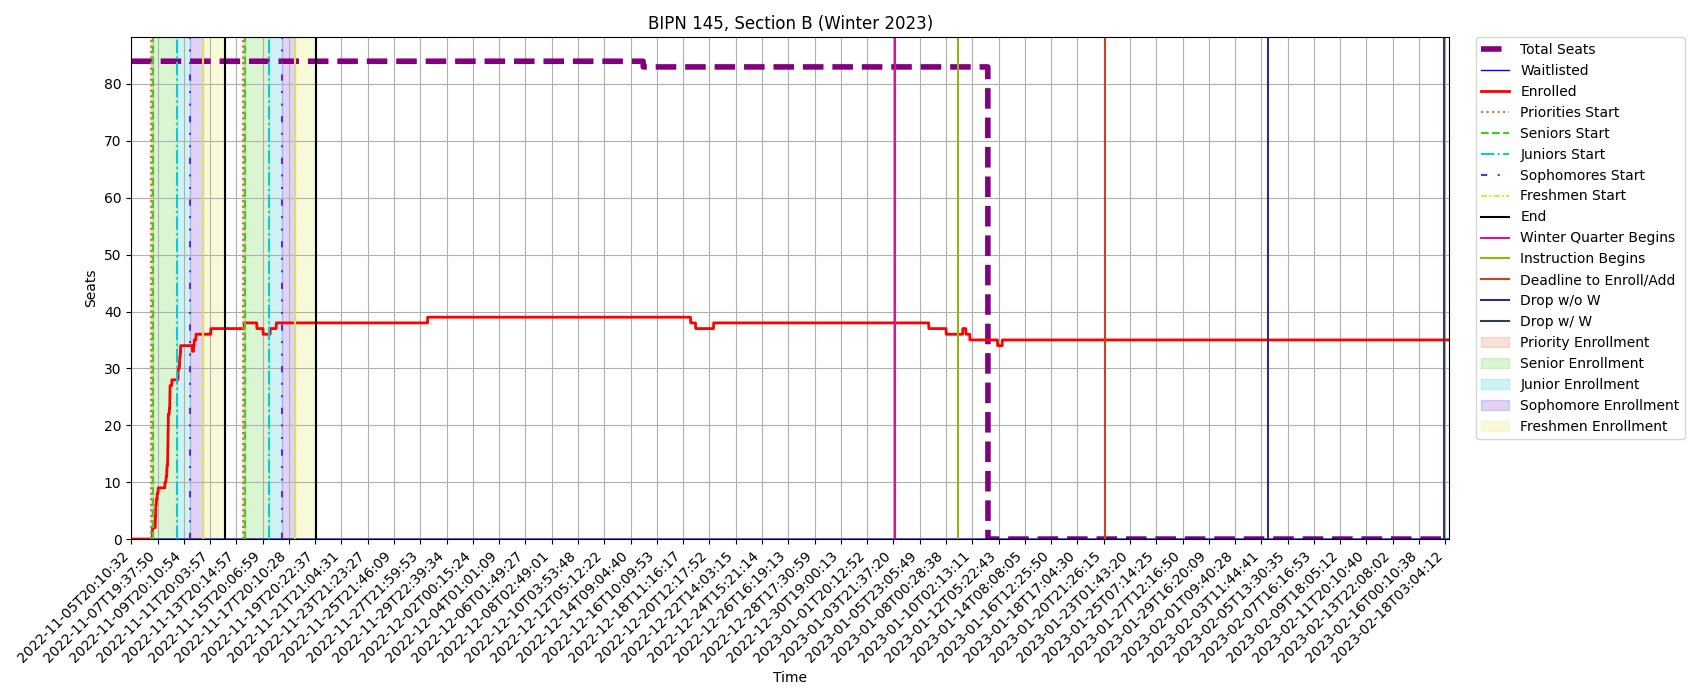 BIPN 145, Section B (Winter 2023)
Seats
80
70
60
50
40
30
20
10
0
2022-11-05T20:10:32
2022-11-07T19:37:50
2022-11-09T20:10:54
2022-11-11T20:03:57
2022-11-13T20:14:57
2022-11-15T20:06:59
2022-11-17T20:10:28
2022-11-19T20:22:37
2022-11-21T21:04:31
2022-11-23T21:23:27
2022-11-25T21:46:09
2022-11-27T21:59:53
2022-11-29T22:39:34
2022-12-02T00:15:24
2022-12-04T01:01:09
2022-12-06T01:49:27
2022-12-08T02:49:01
2022-12-10T03:53:48
2022-12-12T05:12:22
2022-12-14T09:04:40
2022-12-16T10:09:53
2022-12-18T11:16:17
2022-12-20T12:17:52
2022-12-22T14:03:15
2022-12-24T15:21:14
2022-12-26T16:19:13
2022-12-28T17:30:59
2022-12-30T19:00:13
2023-01-01T20:12:52
2023-01-03T21:37:20
2023-01-05T23:05:49
2023-01-08T00:28:38
2023-01-10T02:13:11
2023-01-12T05:22:43
2023-01-14T08:08:05
2023-01-16T12:25:50
2023-01-18T17:04:30
2023-01-20T21:26:15
2023-01-23T01:43:20
2023-01-25T07:14:25
2023-01-27T12:16:50
2023-01-29T16:20:09
2023-02-01T09:40:28
2023-02-03T11:44:41
2023-02-05T13:30:35
2023-02-07T16:16:53
2023-02-09T18:05:12
2023-02-11T20:10:40
2023-02-13T22:08:02
2023-02-16T00:10:38
2023-02-18T03:04:12
Time
Total Seats
Waitlisted
Enrolled
Priorities Start
Seniors Start
Juniors Start
Sophomores Start
Freshmen Start
End
Winter Quarter Begins
Instruction Begins
Deadline to Enroll/Add
Drop w/o W
Drop w/ W
Priority Enrollment
Senior Enrollment
Junior Enrollment
Sophomore Enrollment
Freshmen Enrollment